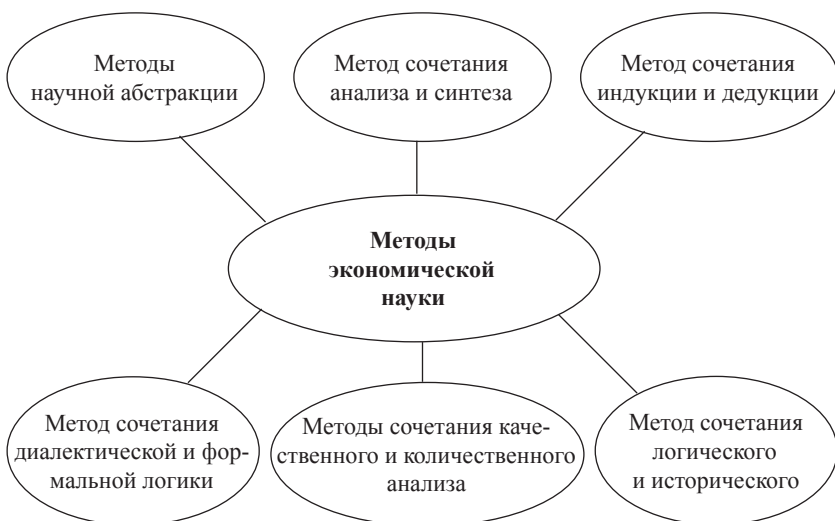 Методы
научной абстракции
Метод сочетания
анализа и синтеза
Метод сочетания
индукции и дедукции
Методы
экономической
науки
Метод сочетания
диалектической и фор-
мальной логики
Методы сочетания каче-
ственного и количественного
анализа
Метод сочетания
логического
и исторического